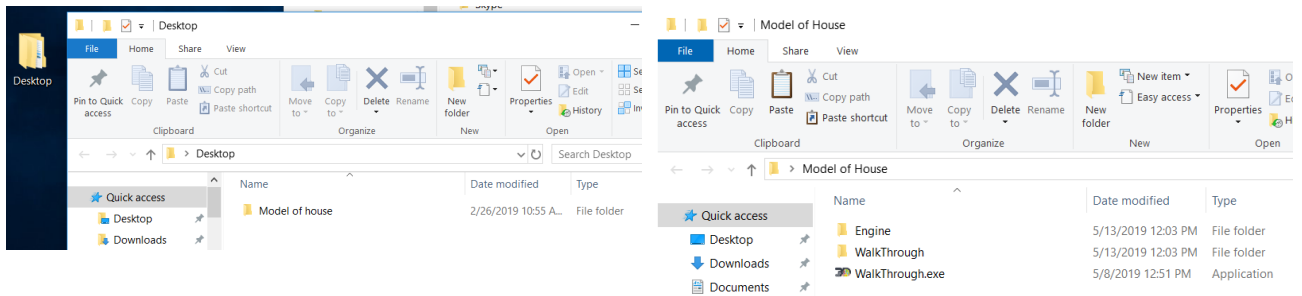 Skype
Desktop
Desktop
File Home Share View
Pin to Quick access
Copy
Paste
Cut
Copy path
Paste shortcut
Clipboard
Move to
Copy to
Delete
Rename
Organize
New folder
New
Properties
Open
Edit
History
Open
Desktop
Search Desktop
Quick access
Desktop
Downloads
Name Date modified Type
Model of house 2/26/2019 10:55 A... File folder
Model of House
File Home Share View
Pin to Quick access
Copy
Paste
Cut
Copy path
Paste shortcut
Clipboard
Move to
Copy to
Delete
Rename
Organize
New folder
New item
Easy access
New
Properties
Open
Model of House
Quick access
Desktop
Downloads
Documents
Name Date modified Type
Engine 5/13/2019 12:03 PM File folder
WalkThrough 5/13/2019 12:03 PM File folder
WalkThrough.exe 5/8/2019 12:51 PM Application